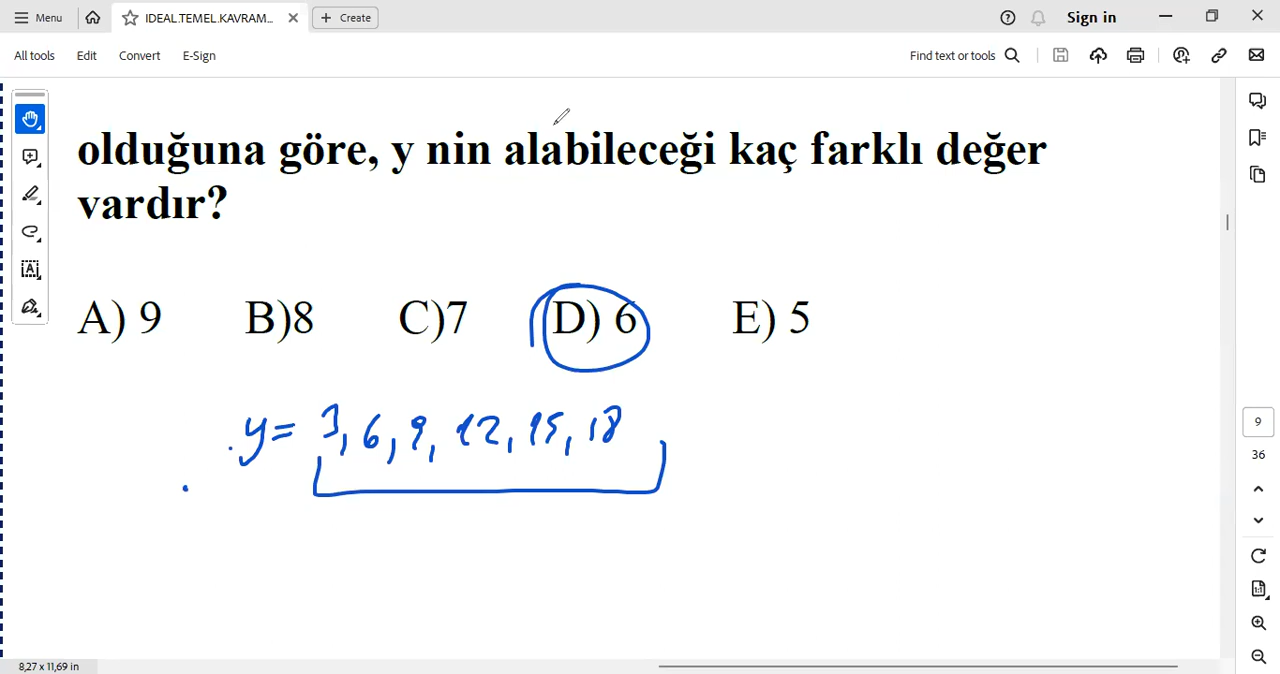 Menu
IDEAL.TEMEL.KAVRAM...
Create
Sign in
All tools
Edit
Convert
E-Sign
Find text or tools
olduğuna göre, y nin alabileceği kaç farklı değer
vardır?
A) 9 B)8 C)7 D) 6 E) 5
y= 3, 6, 9, 12, 15, 18
9
36
1:1
8,27 x 11,69 in